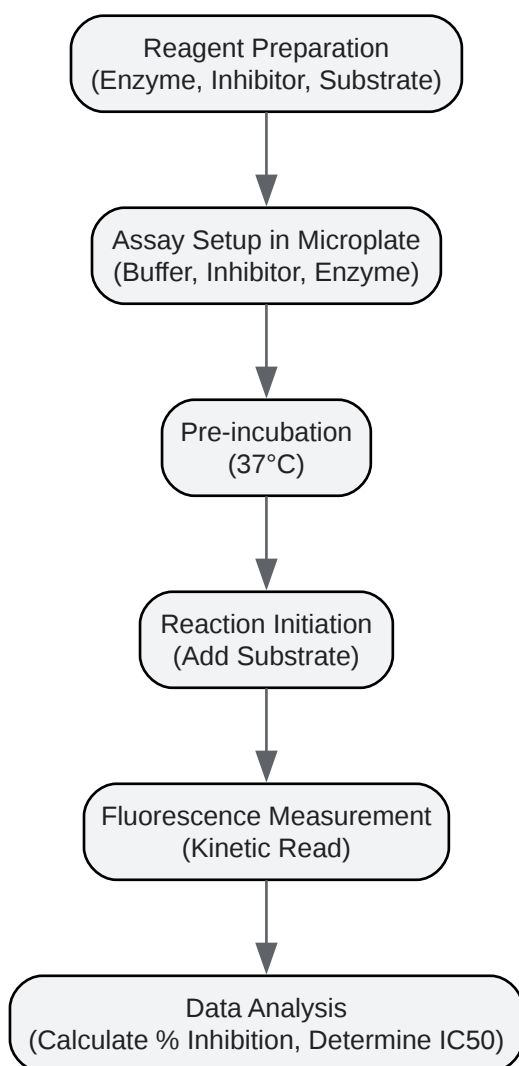 Reagent Preparation
(Enzyme, Inhibitor, Substrate)
Assay Setup in Microplate
(Buffer, Inhibitor, Enzyme)
Pre-incubation
(37°C)
Reaction Initiation
(Add Substrate)
Fluorescence Measurement
(Kinetic Read)
Data Analysis
(Calculate % Inhibition, Determine IC50)